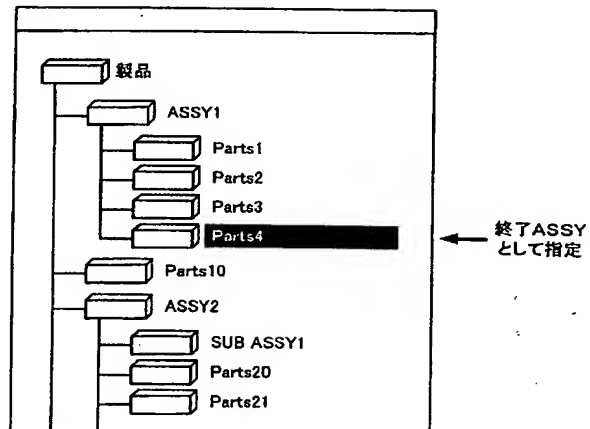 製品
ASSY1
Parts1
Parts2
Parts3
Parts4
終了ASSY
として指定
Parts10
ASSY2
SUB ASSY1
Parts20
Parts21